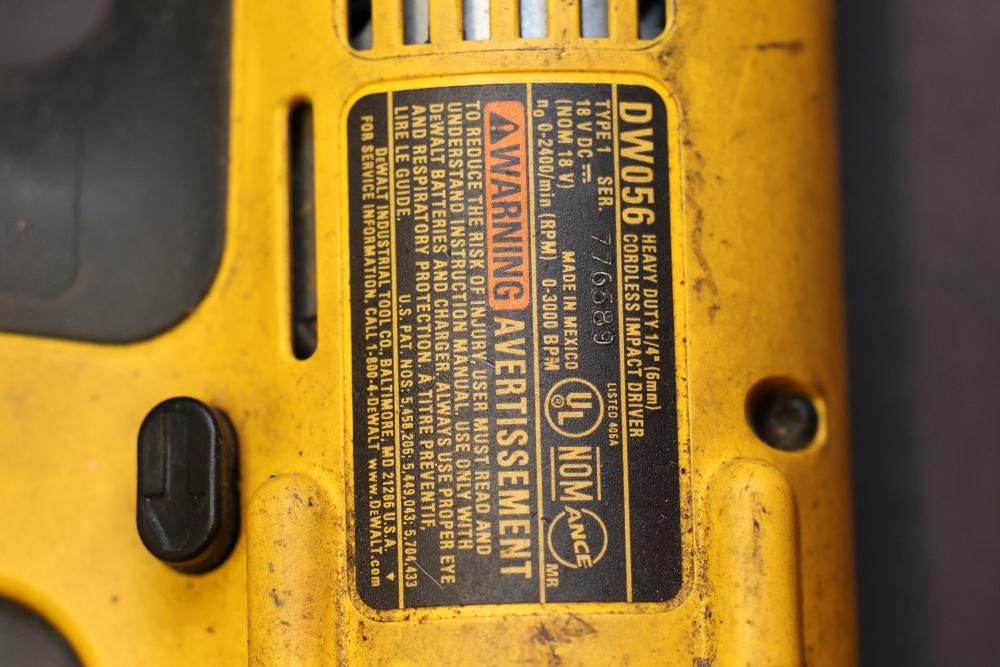 DW056 HEAVY DUTY 1/4" (6mm)
CORDLESS IMPACT DRIVER
TYPE 1 SER. 776589
18 V DC
(NOM 18 V) MADE IN MEXICO
n0 0-2400/min (RPM) 0-3000 BPM
LISTED 406A
UL
NOM
ANCE
MR
WARNING AVERTISSEMENT
TO REDUCE THE RISK OF INJURY, USER MUST READ AND
UNDERSTAND INSTRUCTION MANUAL. USE ONLY WITH
DEWALT BATTERIES AND CHARGER. ALWAYS USE PROPER EYE
AND RESPIRATORY PROTECTION. A TITRE PRÉVENTIF,
LIRE LE GUIDE. U.S. PAT. NOS: 5,458,206; 5,449,043; 5,704,433
DEWALT INDUSTRIAL TOOL CO., BALTIMORE, MD 21286 U.S.A.
FOR SERVICE INFORMATION, CALL 1-800-4-DEWALT www.DEWALT.com